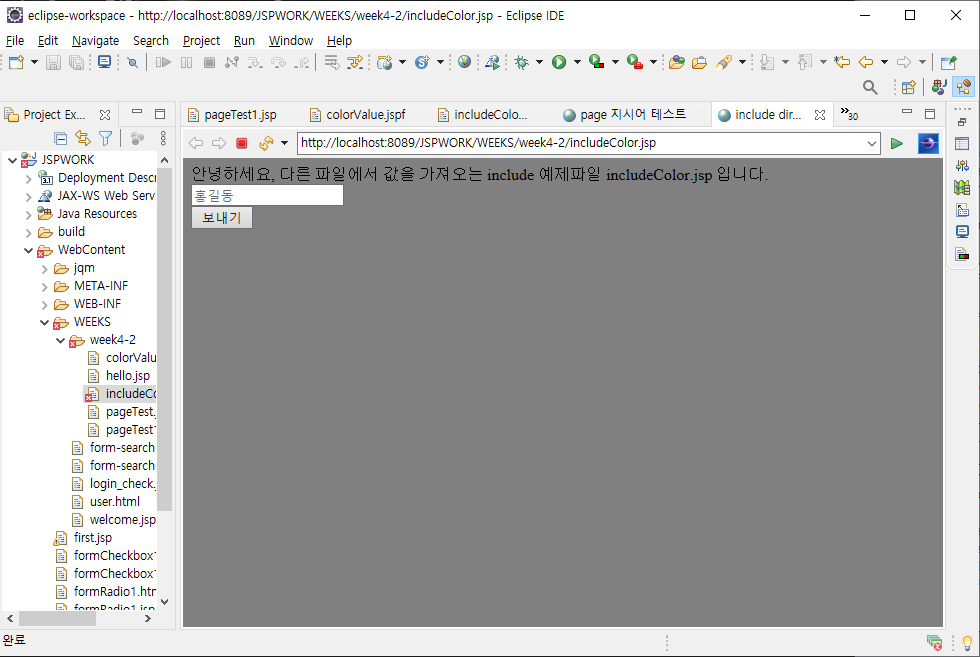 eclipse-workspace - http://localhost:8089/JSPWORK/WEEKS/week4-2/includeColor.jsp - Eclipse IDE
File Edit Navigate Search Project Run Window Help
Project Ex...
pageTest1.jsp colorValue.jspf includeColo... page 지시어 테스트 include dir... 30
http://localhost:8089/JSPWORK/WEEKS/week4-2/includeColor.jsp
JSPWORK
Deployment Descr
JAX-WS Web Serv
Java Resources
build
WebContent
jqm
META-INF
WEB-INF
WEEKS
week4-2
colorValu
hello.jsp
includeCo
pageTest.
pageTest1
form-search
form-search
login_check.
user.html
welcome.jsp
first.jsp
formCheckbox1
formCheckbox1
formRadio1.htm
formRadio1.jsp
안녕하세요, 다른 파일에서 값을 가져오는 include 예제파일 includeColor.jsp 입니다.
홍길동
보내기
완료